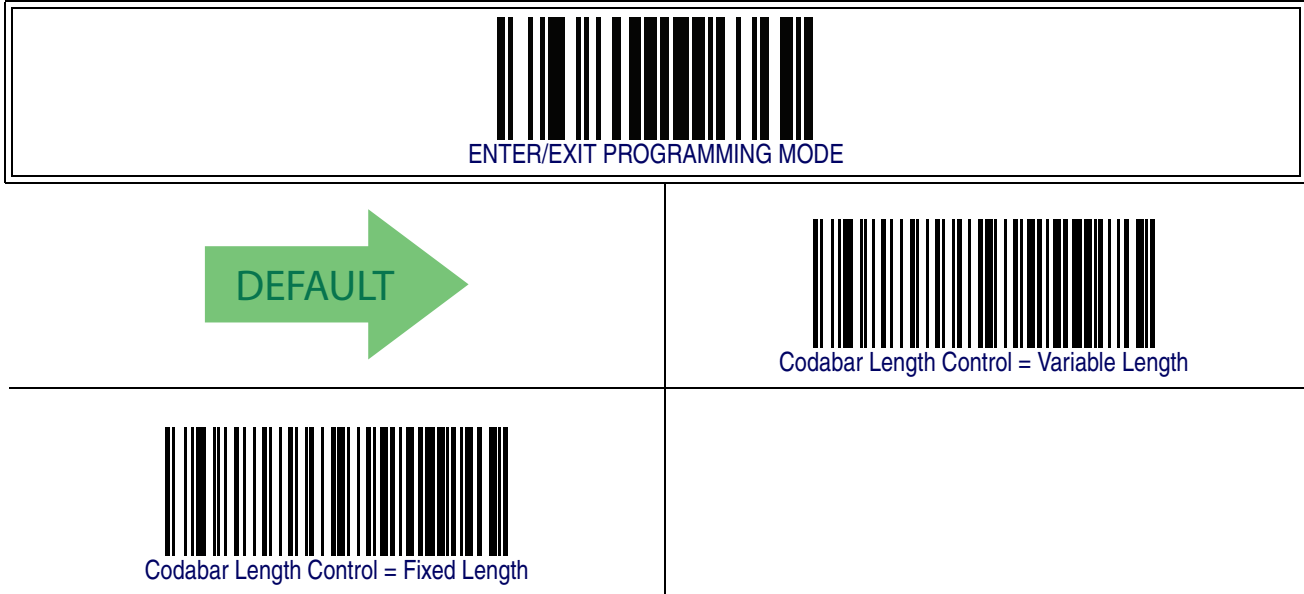 ENTER/EXIT PROGRAMMING MODE
DEFAULT
Codabar Length Control = Variable Length
Codabar Length Control = Fixed Length